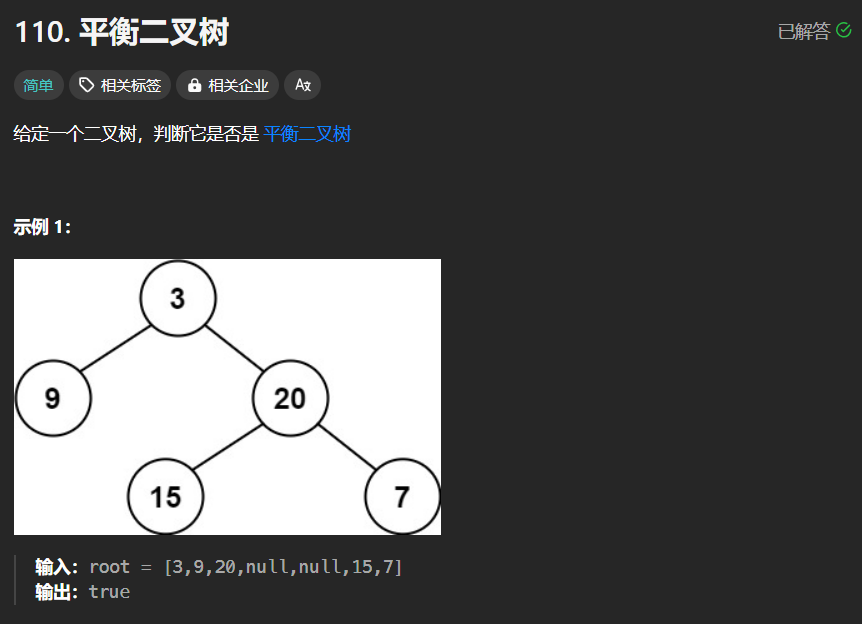 110. 平衡二叉树
已解答
简单 相关标签 相关企业 Aх
给定一个二叉树，判断它是否是 平衡二叉树
示例 1：
3
9 20
15 7
输入：root = [3,9,20,null,null,15,7]
输出：true